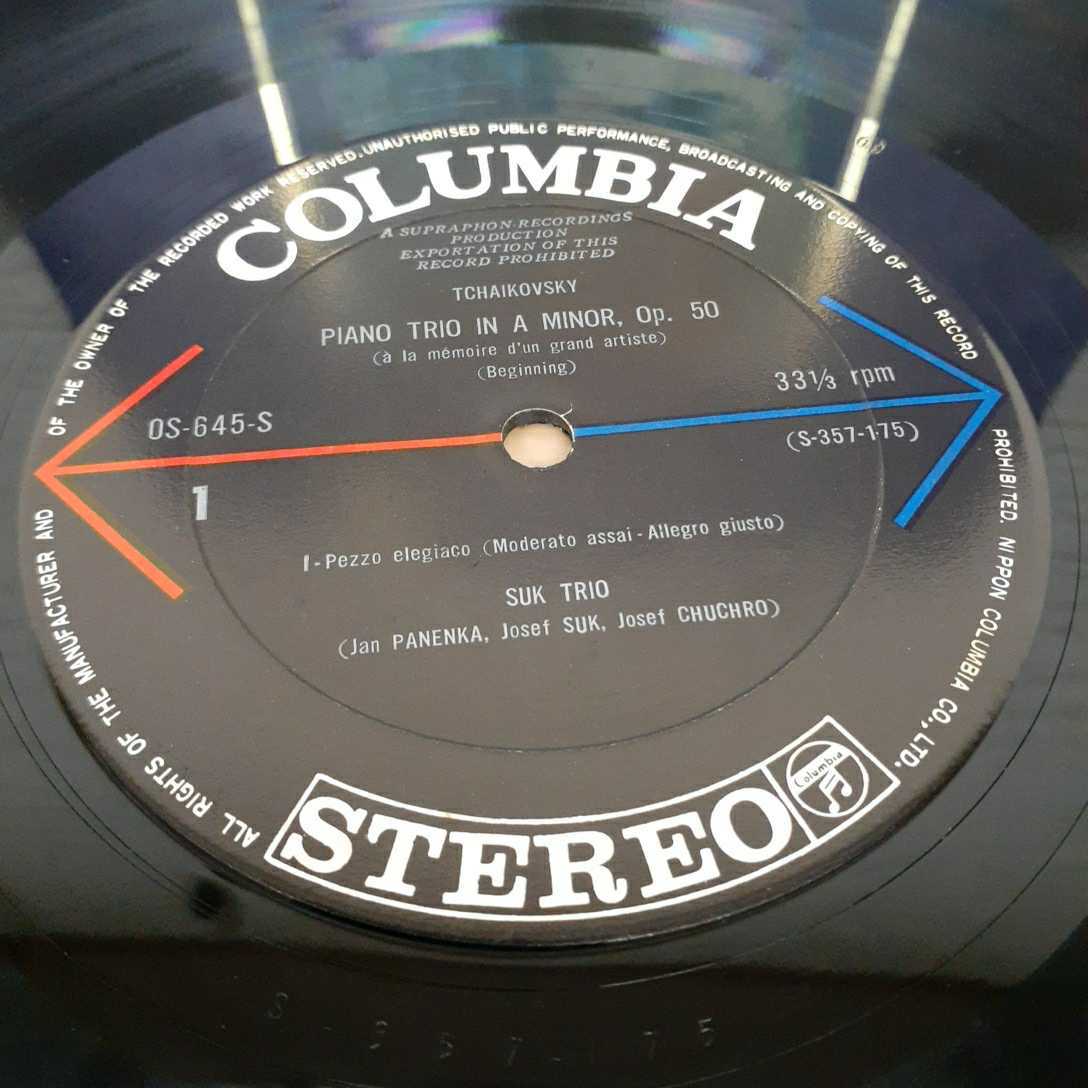 ALL RIGHTS OF THE MANUFACTURER AND OF THE OWNER OF THE RECORDED WORK RESERVED. UNAUTHORISED PUBLIC PERFORMANCE, BROADCASTING AND COPYING OF THIS RECORD PROHIBITED. NIPPON COLUMBIA CO., LTD.
COLUMBIA
A SUPRAPHON-RECORDINGS
PRODUCTION
EXPORTATION OF THIS
RECORD PROHIBITED
TCHAIKOVSKY
PIANO TRIO IN A MINOR, Op. 50
(à la mémoire d'un grand artiste)
(Beginning)
33⅓ rpm
OS-645-S
(S-357-175)
1
I-Pezzo elegiaco (Moderato assai-Allegro giusto)
SUK TRIO
(Jan PANENKA, Josef SUK, Josef CHUCHRO)
STEREO
Columbia